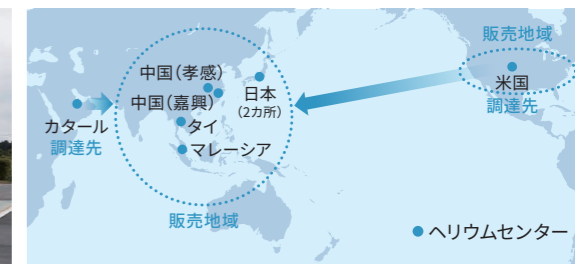 販売地域
中国（孝感）
米国
調達先
日本
（2カ所）
中国（嘉興）
カタール
調達先
タイ
マレーシア
販売地域
ヘリウムセンター